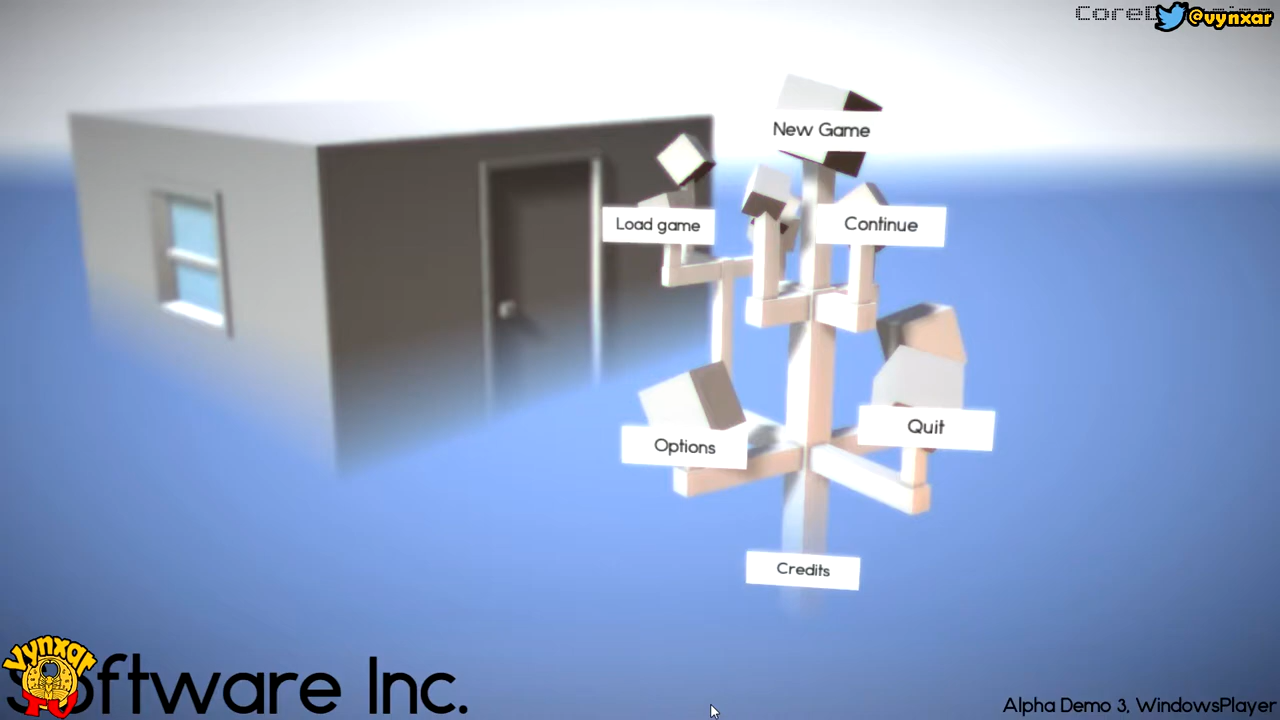 @vynxar
New Game
Load game
Continue
Options
Quit
Credits
vynxar
Software Inc.
Alpha Demo 3, WindowsPlayer